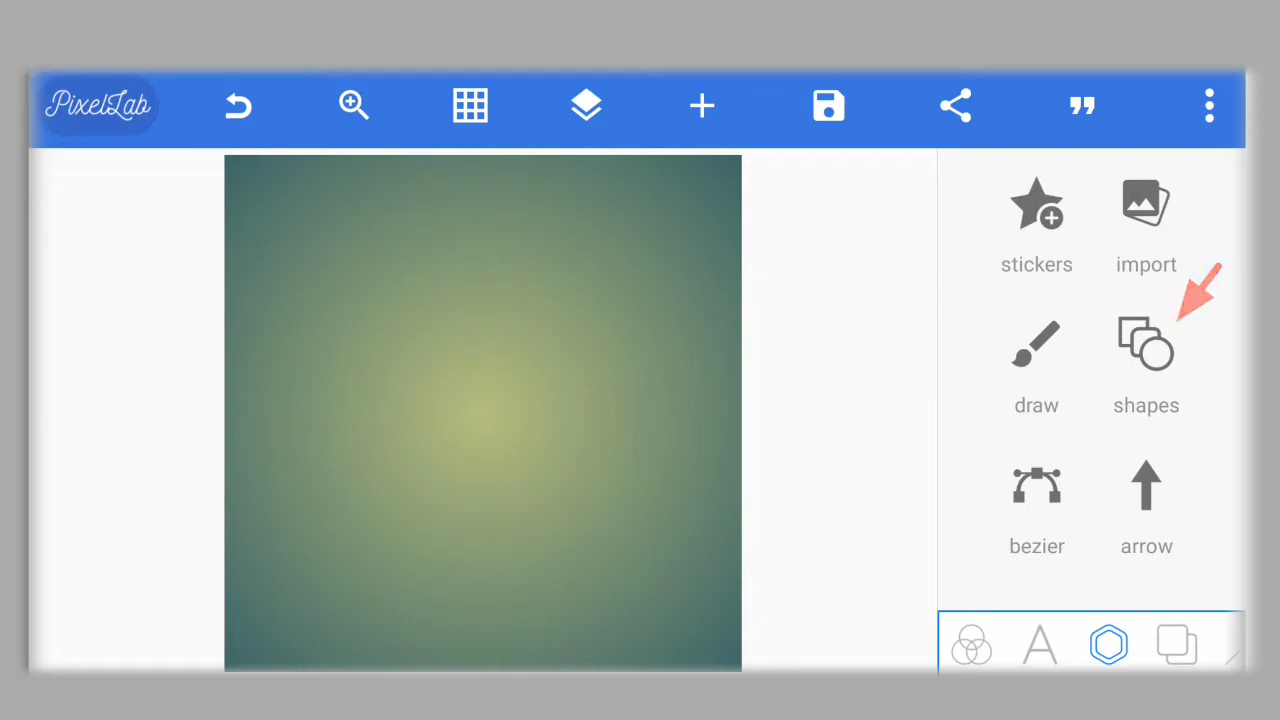 PixelLab
stickers
import
draw
shapes
bezier
arrow